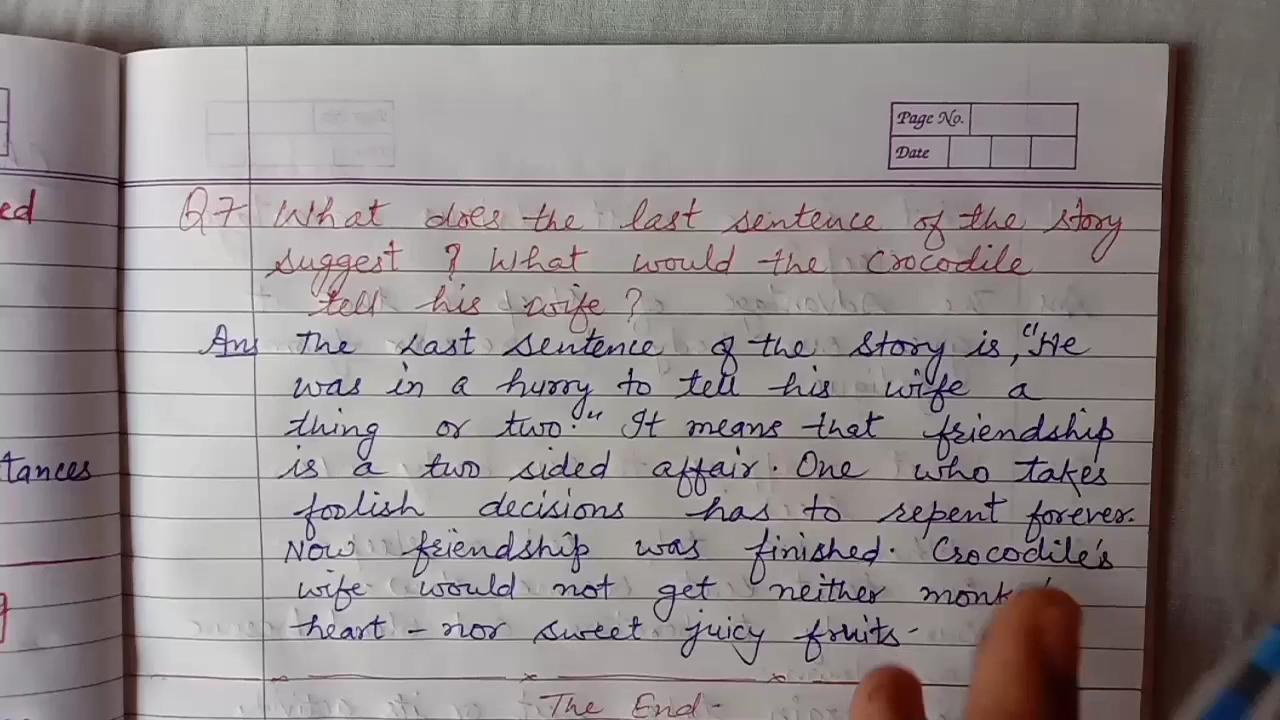 Page No.
Date
ed
tances
Q7 What does the last sentence of the story
suggest ? What would the Crocodile
tell his wife ?
Ans The Last sentence of the story is, "He
was in a hurry to tell his wife a
thing or two." It means that friendship
is a two sided affair. One who takes
foolish decisions has to repent forever.
Now friendship was finished. Crocodile's
wife would not get neither
heart - nor sweet juicy fruits -
The End -